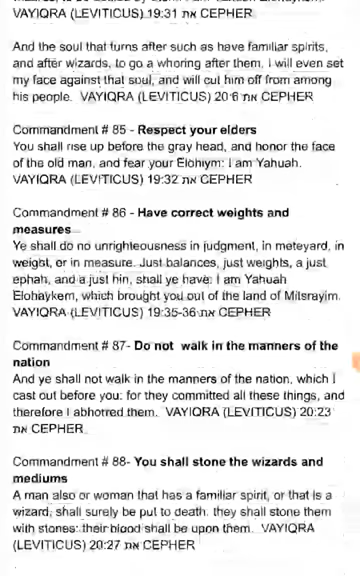 VAYIQRA (LEVITICUS) 19:31 את CEPHER
And the soul that turns after such as have familiar spirits,
and after wizards, to go a whoring after them, I will even set
my face against that soul, and will cut him off from among
his people. VAYIQRA (LEVITICUS) 20:6 את CEPHER
Commandment # 85 - Respect your elders
You shall rise up before the gray head, and honor the face
of the old man, and fear your Elohiym: I am Yahuah.
VAYIQRA (LEVITICUS) 19:32 את CEPHER
Commandment # 86 - Have correct weights and
measures
Ye shall do no unrighteousness in judgment, in meteyard, in
weight, or in measure. Just balances, just weights, a just
ephah, and a just hin, shall ye have: I am Yahuah
Elohaykem, which brought you out of the land of Mitsrayim.
VAYIQRA (LEVITICUS) 19:35-36 את CEPHER
Commandment # 87- Do not walk in the manners of the
nation
And ye shall not walk in the manners of the nation, which I
cast out before you: for they committed all these things, and
therefore I abhorred them. VAYIQRA (LEVITICUS) 20:23
את CEPHER
Commandment # 88- You shall stone the wizards and
mediums
A man also or woman that has a familiar spirit, or that is a
wizard, shall surely be put to death: they shall stone them
with stones: their blood shall be upon them. VAYIQRA
(LEVITICUS) 20:27 את CEPHER